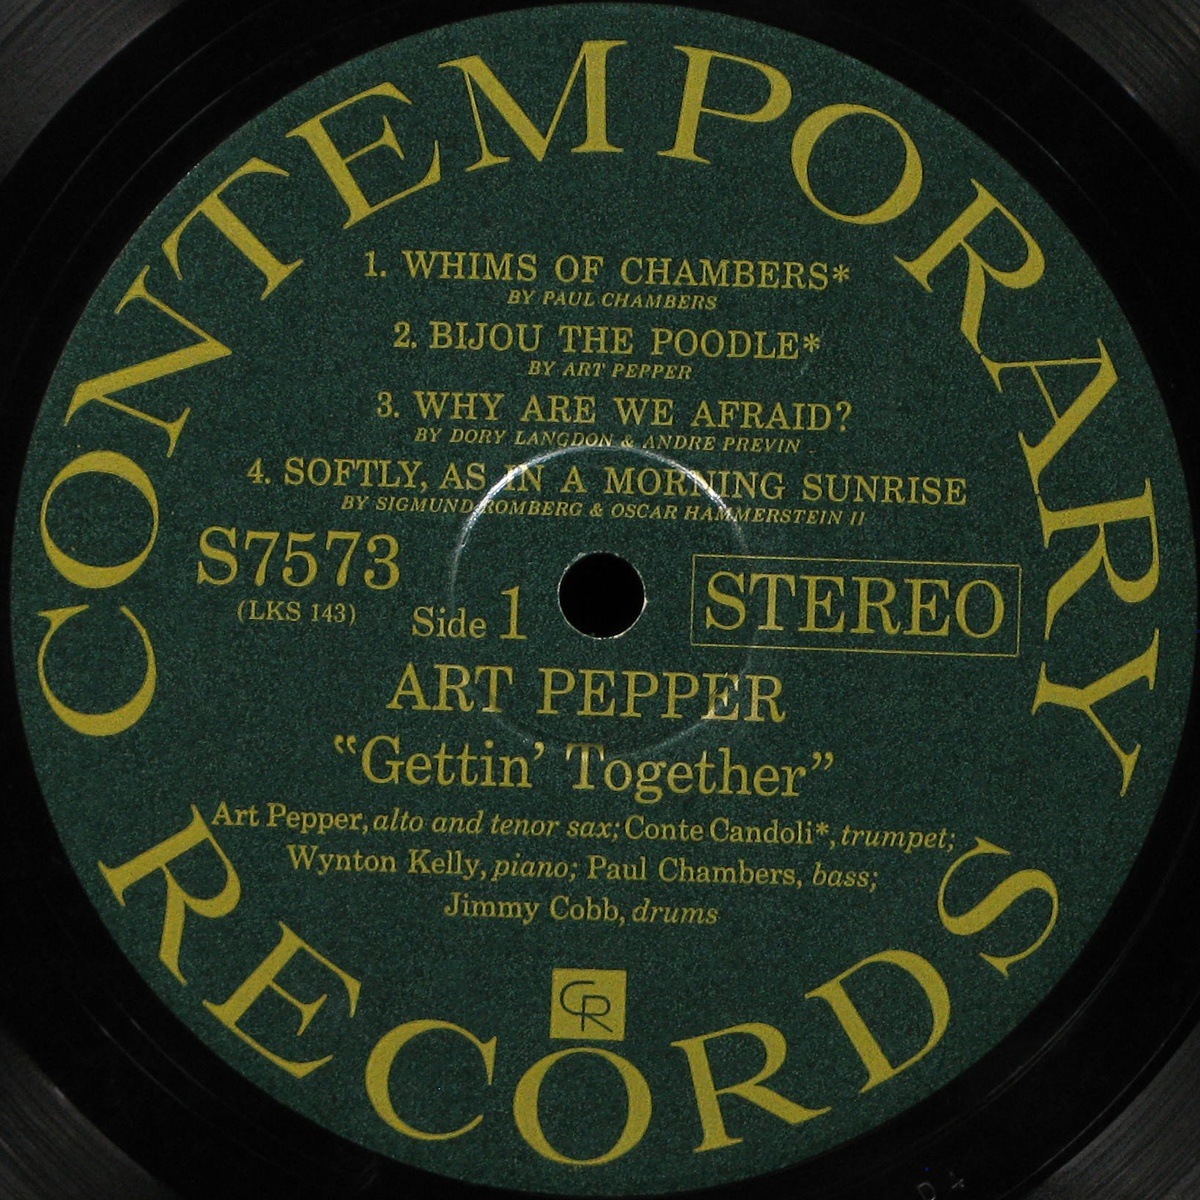 CONTEMPORARY
1. WHIMS OF CHAMBERS*
BY PAUL CHAMBERS
2. BIJOU THE POODLE*
BY ART PEPPER
3. WHY ARE WE AFRAID?
BY DORY LANGDON & ANDRE PREVIN
4. SOFTLY, AS IN A MORNING SUNRISE
BY SIGMUND ROMBERG & OSCAR HAMMERSTEIN II
S7573
(LKS 143)
Side 1
STEREO
ART PEPPER
“Gettin’ Together”
Art Pepper, alto and tenor sax; Conte Candoli*, trumpet;
Wynton Kelly, piano; Paul Chambers, bass;
Jimmy Cobb, drums
CR
RECORDS